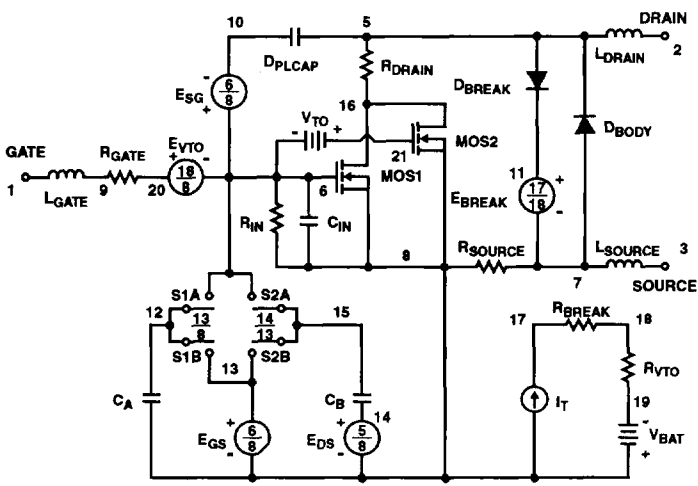 10
5
DRAIN
2
DPLCAP
RDRAIN
LDRAIN
- 6/8 +
ESG
DBREAK
16
VTO
- +
MOS2
DBODY
21
GATE
1
LGATE
9
RGATE
20
EVTO
+ 18/8 -
6
MOS1
11
EBREAK
17/18
+
-
RIN
CIN
8
RSOURCE
7
LSOURCE
3
SOURCE
12
S1A
S2A
15
13/8
14/13
S1B
S2B
13
CA
CB
14
EGS
+ 6/8 -
EDS
+ 5/8 -
17
RBREAK
18
RVTO
IT
19
-
VBAT
+